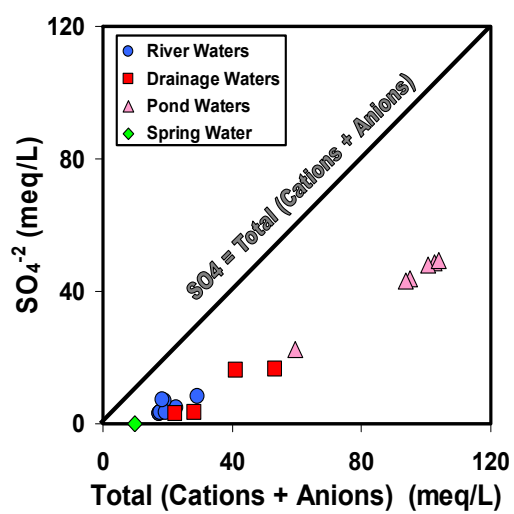 120
River Waters
Drainage Waters
Pond Waters
Spring Water
80
SO4 = Total (Cations + Anions)
SO₄⁻² (meq/L)
40
0
0 40 80 120
Total (Cations + Anions) (meq/L)